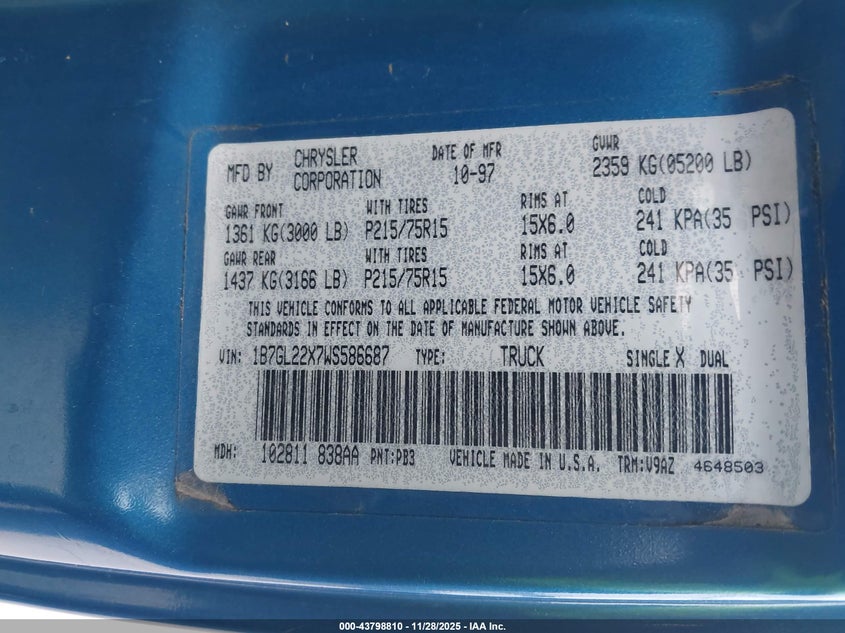 MFD BY CHRYSLER CORPORATION DATE OF MFR 10-97 GVWR 2359 KG(05200 LB)
GAWR FRONT WITH TIRES RIMS AT COLD
1361 KG(3000 LB) P215/75R15 15X6.0 241 KPA(35 PSI)
GAWR REAR WITH TIRES RIMS AT COLD
1437 KG(3166 LB) P215/75R15 15X6.0 241 KPA(35 PSI)
THIS VEHICLE CONFORMS TO ALL APPLICABLE FEDERAL MOTOR VEHICLE SAFETY
STANDARDS IN EFFECT ON THE DATE OF MANUFACTURE SHOWN ABOVE.
VIN: 1B7GL22X7WS586687 TYPE: TRUCK SINGLE X DUAL
MDH: 102811 838AA PNT:PB3 VEHICLE MADE IN U.S.A. TRM:V9AZ 4648503
000-43798810 - 11/28/2025 - IAA Inc.